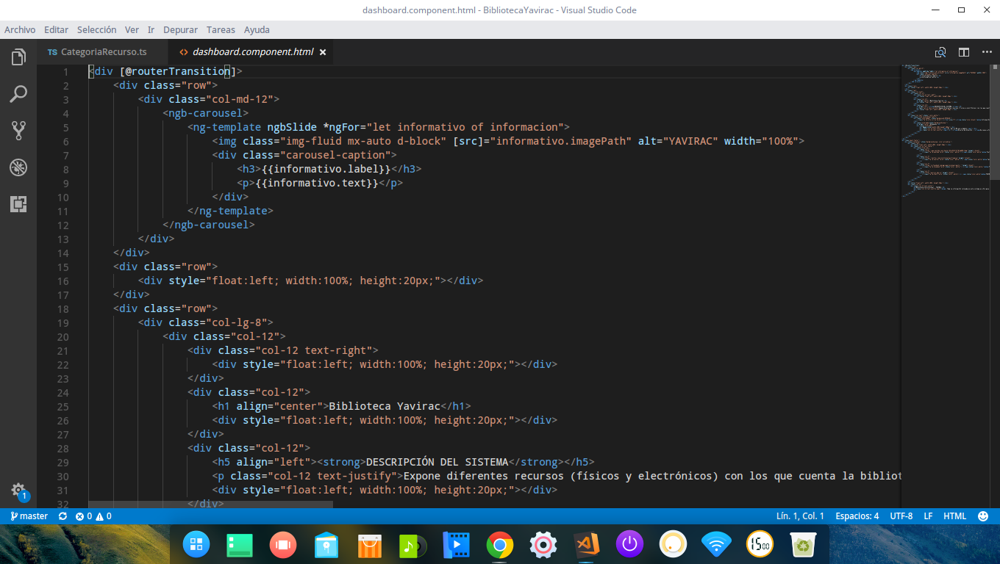 dashboard.component.html - BibliotecaYavirac - Visual Studio Code
Archivo Editar Selección Ver Ir Depurar Tareas Ayuda
TS CategoriaRecurso.ts <> dashboard.component.html ×
1 <div [@routerTransition]>
2 <div class="row">
3 <div class="col-md-12">
4 <ngb-carousel>
5 <ng-template ngbSlide *ngFor="let informativo of informacion">
6 <img class="img-fluid mx-auto d-block" [src]="informativo.imagePath" alt="YAVIRAC" width="100%">
7 <div class="carousel-caption">
8 <h3>{{informativo.label}}</h3>
9 <p>{{informativo.text}}</p>
10 </div>
11 </ng-template>
12 </ngb-carousel>
13 </div>
14 </div>
15 <div class="row">
16 <div style="float:left; width:100%; height:20px;"></div>
17 </div>
18 <div class="row">
19 <div class="col-lg-8">
20 <div class="col-12">
21 <div class="col-12 text-right">
22 <div style="float:left; width:100%; height:20px;"></div>
23 </div>
24 <div class="col-12">
25 <h1 align="center">Biblioteca Yavirac</h1>
26 <div style="float:left; width:100%; height:20px;"></div>
27 </div>
28 <div class="col-12">
29 <h5 align="left"><strong>DESCRIPCIÓN DEL SISTEMA</strong></h5>
30 <p class="col-12 text-justify">Expone diferentes recursos (físicos y electrónicos) con los que cuenta la bibliot
31 <div style="float:left; width:100%; height:20px;"></div>
32 </div>
1
master 0 0 Lín. 1, Col. 1 Espacios: 4 UTF-8 LF HTML
15:00